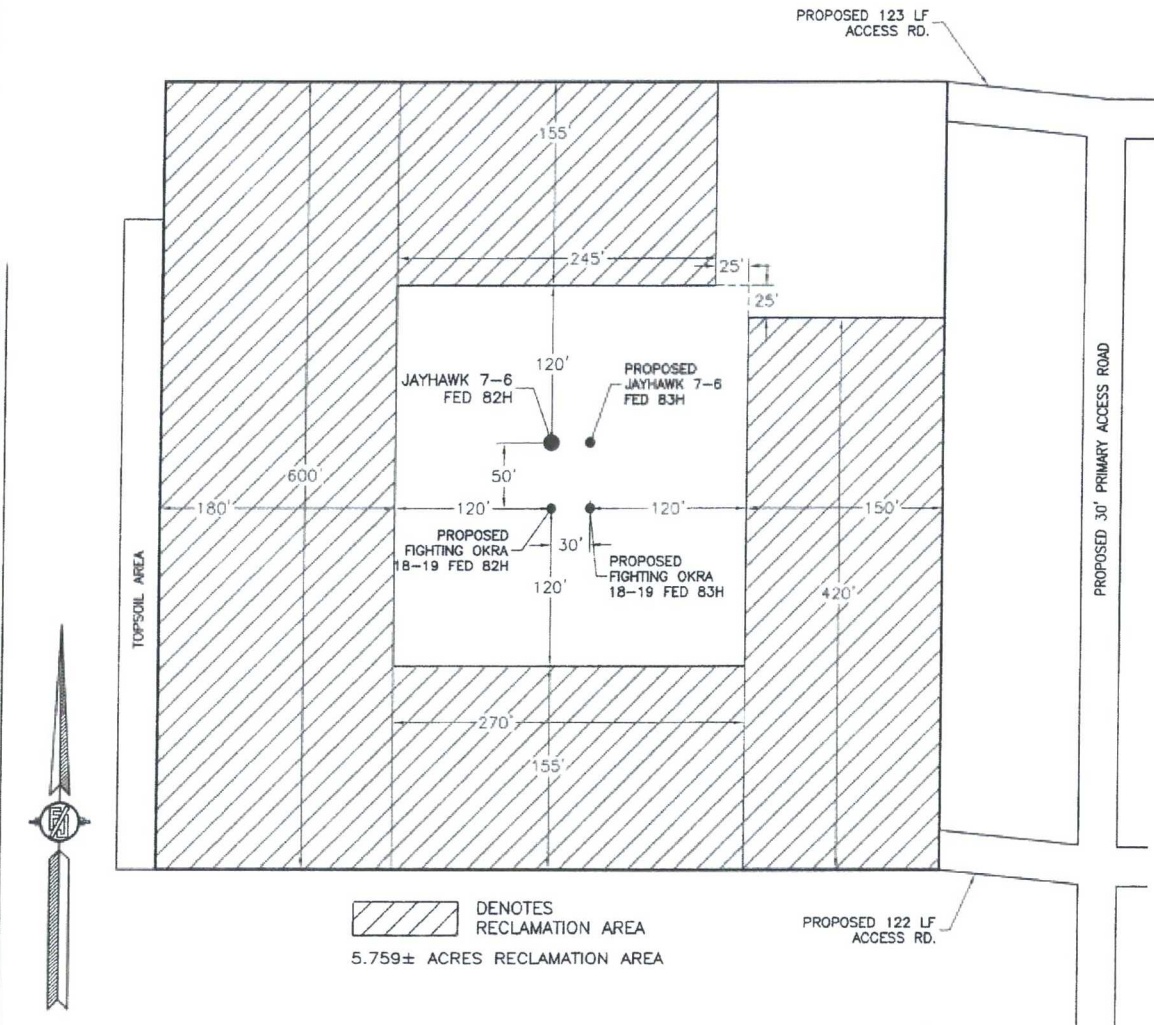 PROPOSED 123 LF
ACCESS RD.
155'
245'
25'
25'
120'
JAYHAWK 7-6
FED 82H
PROPOSED
JAYHAWK 7-6
FED 83H
50'
600'
180'
120'
120'
150'
PROPOSED
FIGHTING OKRA
18-19 FED 82H
30'
PROPOSED
FIGHTING OKRA
18-19 FED 83H
120'
420'
TOPSOIL AREA
PROPOSED 30' PRIMARY ACCESS ROAD
270'
155'
DENOTES
RECLAMATION AREA
5.759± ACRES RECLAMATION AREA
PROPOSED 122 LF
ACCESS RD.